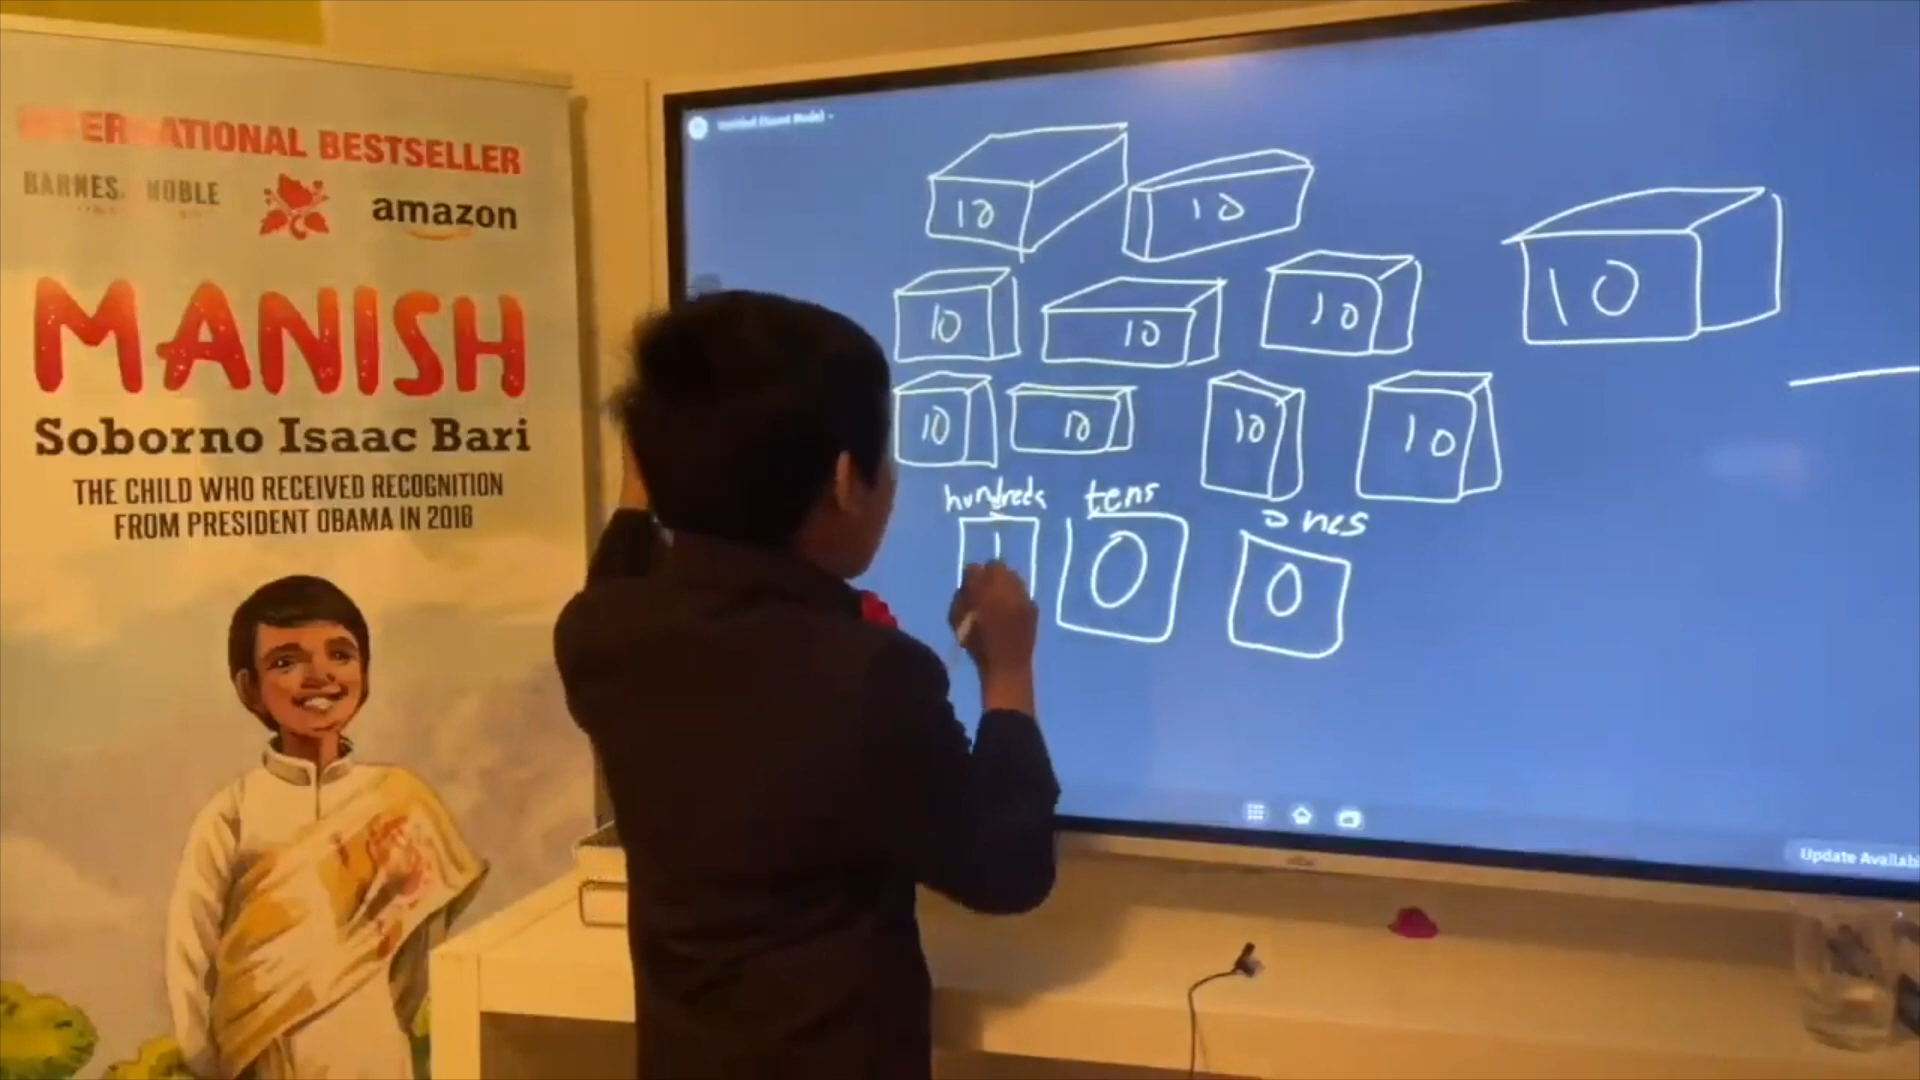 INTERNATIONAL BESTSELLER
BARNES NOBLE
amazon
MANISH
Soborno Isaac Bari
THE CHILD WHO RECEIVED RECOGNITION
FROM PRESIDENT OBAMA IN 2016
10 10
10 10 10 10
10 10 10 10
hundreds tens ones
1 0 0
Update Availab